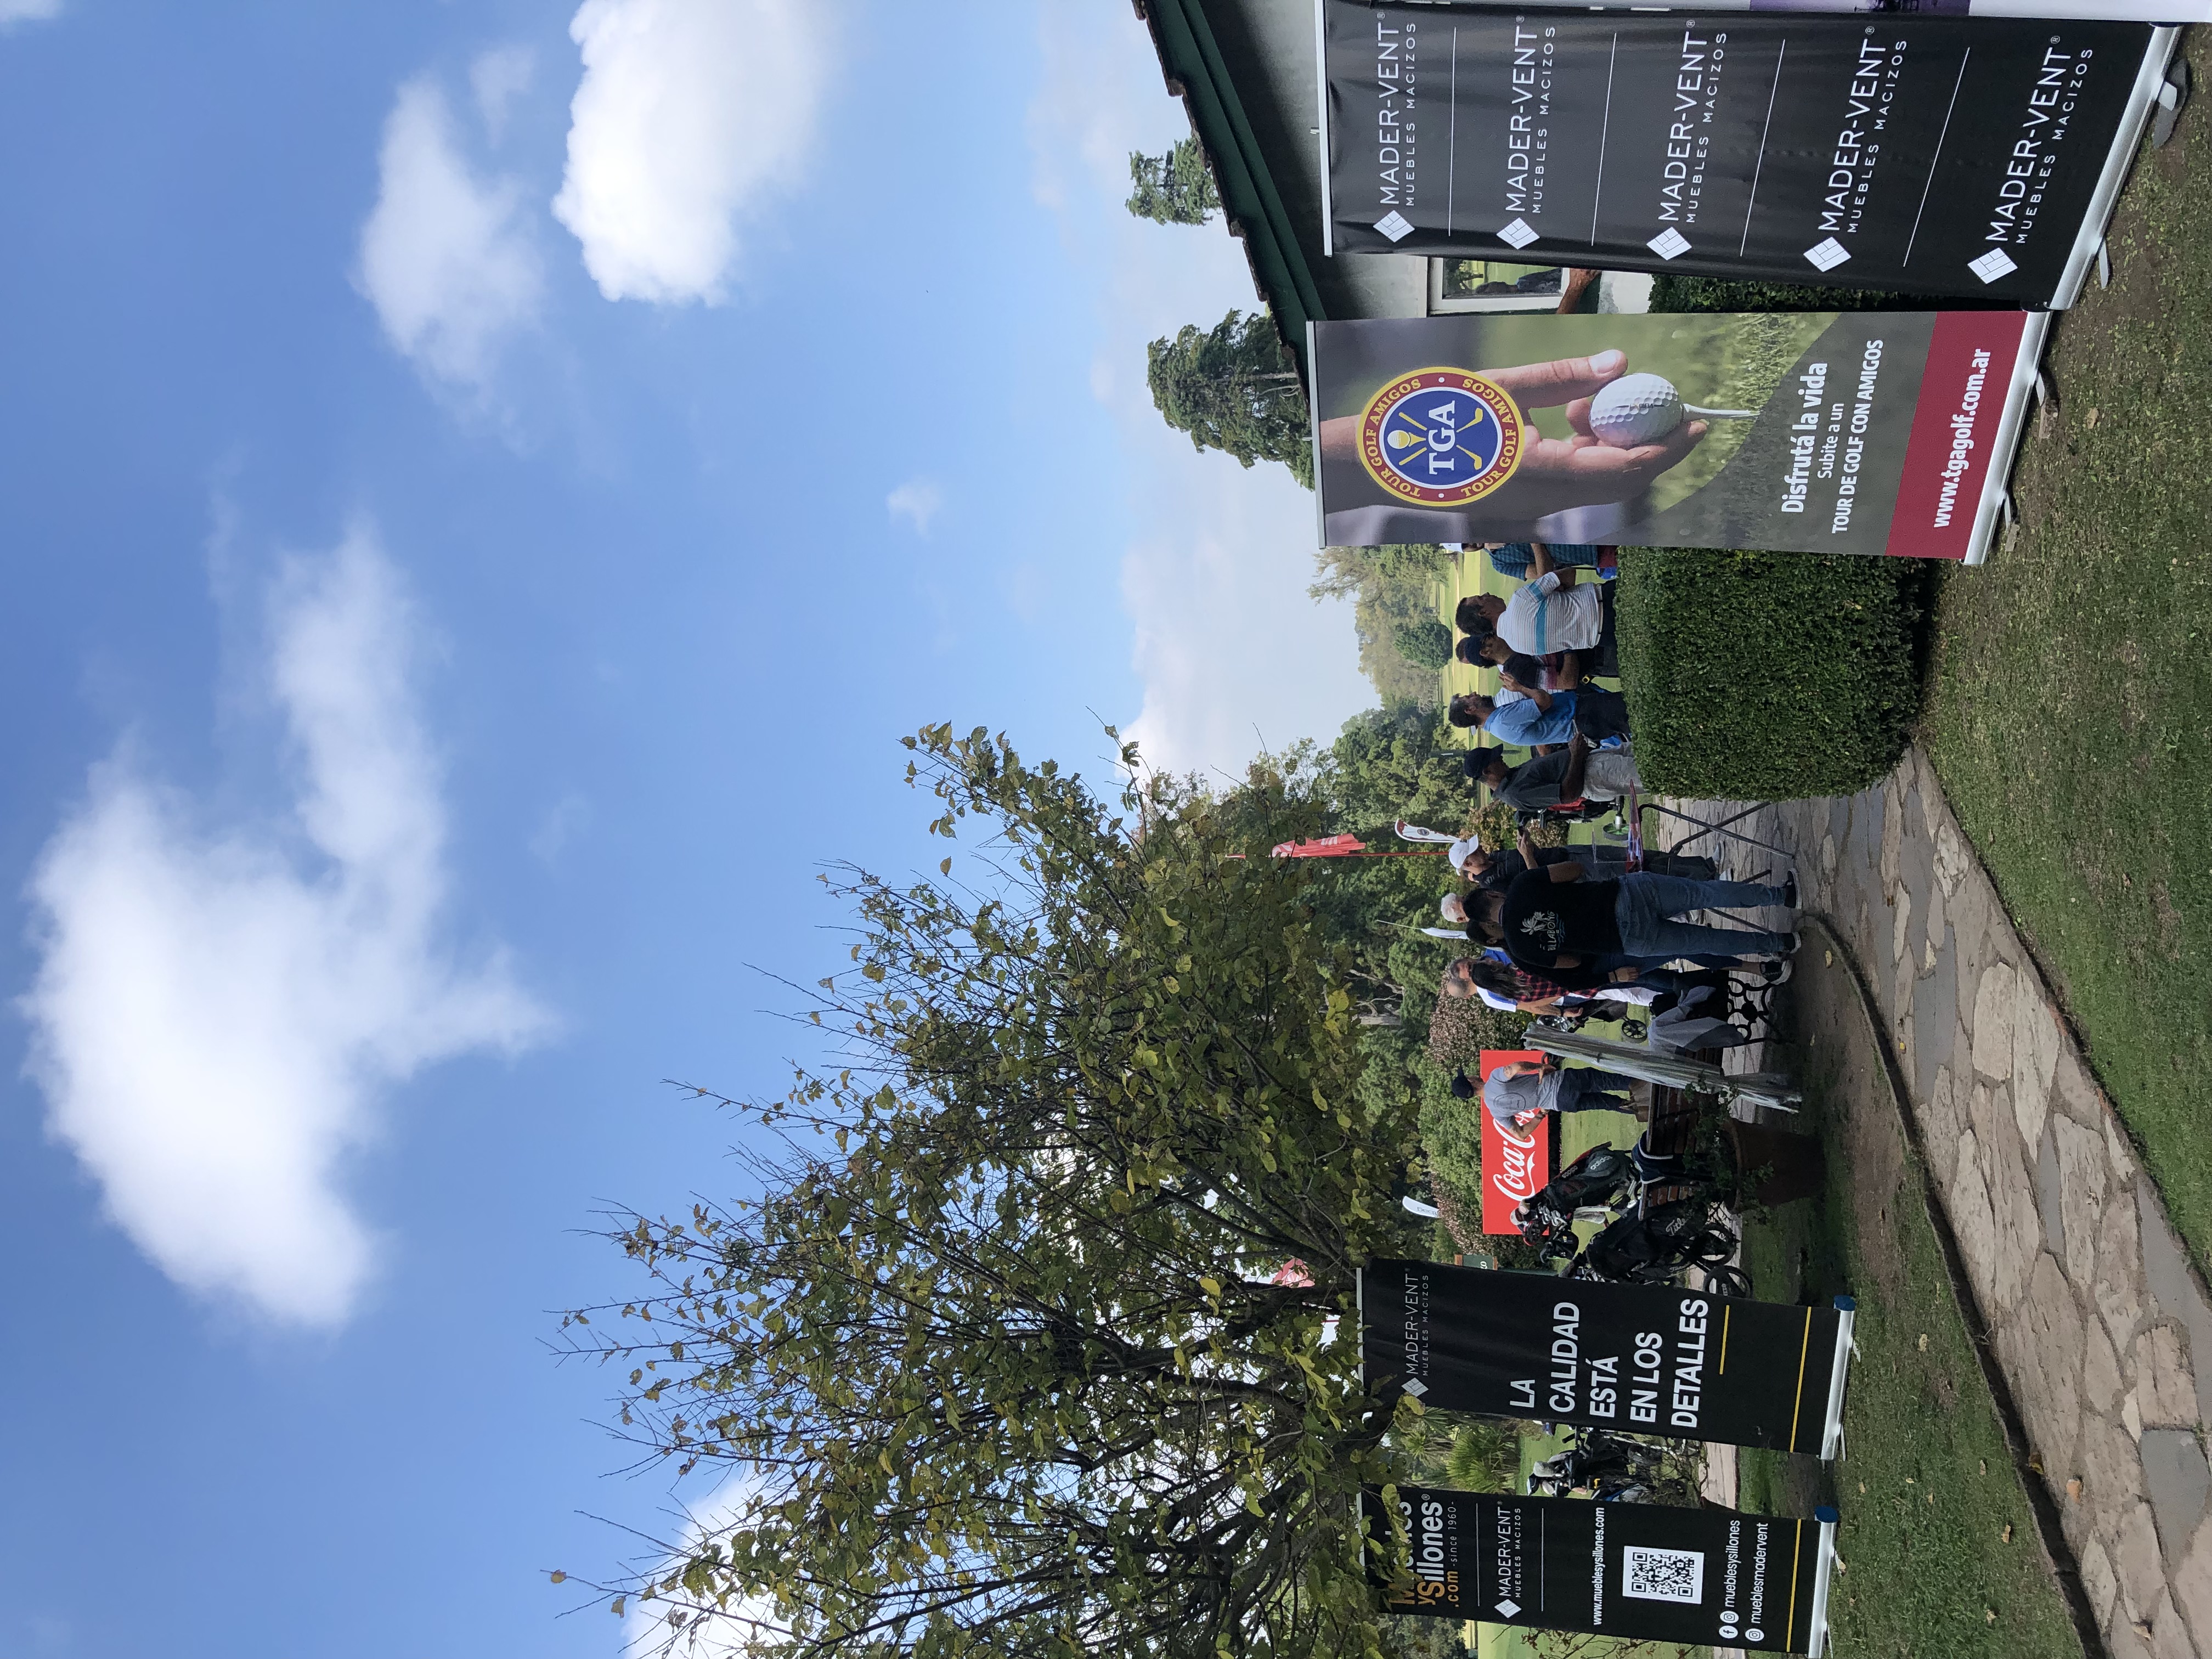 Muebles
ySillones®
.com -since 1960-
MADER-VENT®
MUEBLES MACIZOS
www.mueblesysillones.com
mueblesysillones
mueblesmadervent
MADER-VENT®
MUEBLES MACIZOS
LA
CALIDAD
ESTÁ
EN LOS
DETALLES
Coca-Co
BILLABONG
TOUR GOLF AMIGOS
TGA
TOUR GOLF AMIGOS
Disfrutá la vida
Subite a un
TOUR DE GOLF CON AMIGOS
www.tgagolf.com.ar
MADER-VENT®
MUEBLES MACIZOS
MADER-VENT®
MUEBLES MACIZOS
MADER-VENT®
MUEBLES MACIZOS
MADER-VENT®
MUEBLES MACIZOS
MADER-VENT®
MUEBLES MACIZOS